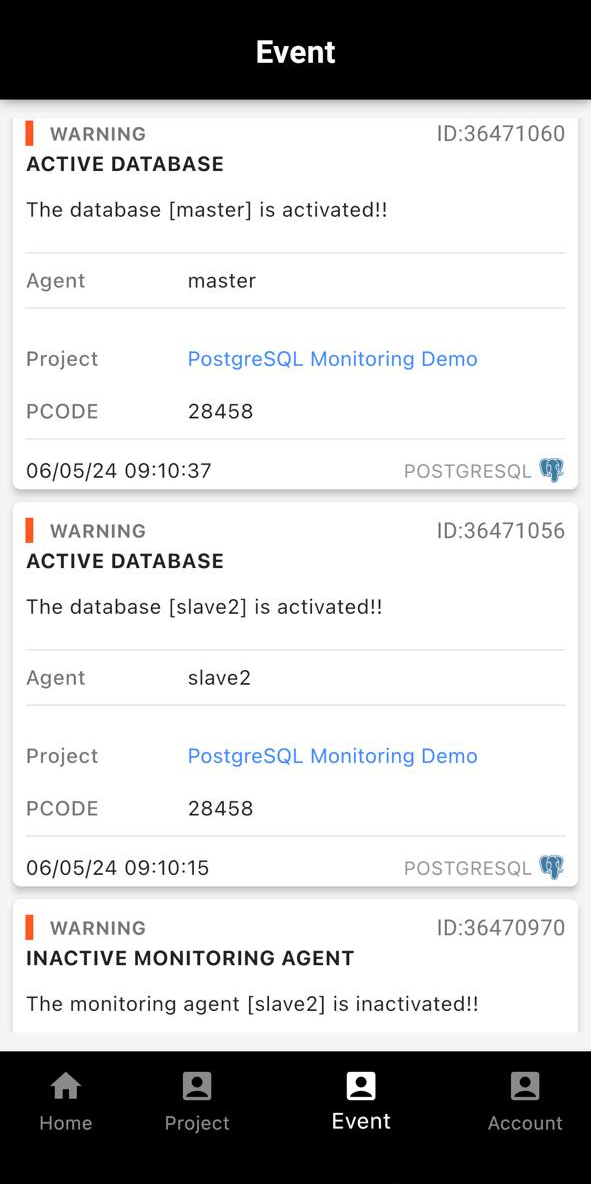 Event
WARNING ID:36471060
ACTIVE DATABASE
The database [master] is activated!!
Agent master
Project PostgreSQL Monitoring Demo
PCODE 28458
06/05/24 09:10:37 POSTGRESQL
WARNING ID:36471056
ACTIVE DATABASE
The database [slave2] is activated!!
Agent slave2
Project PostgreSQL Monitoring Demo
PCODE 28458
06/05/24 09:10:15 POSTGRESQL
WARNING ID:36470970
INACTIVE MONITORING AGENT
The monitoring agent [slave2] is inactivated!!
Home Project Event Account